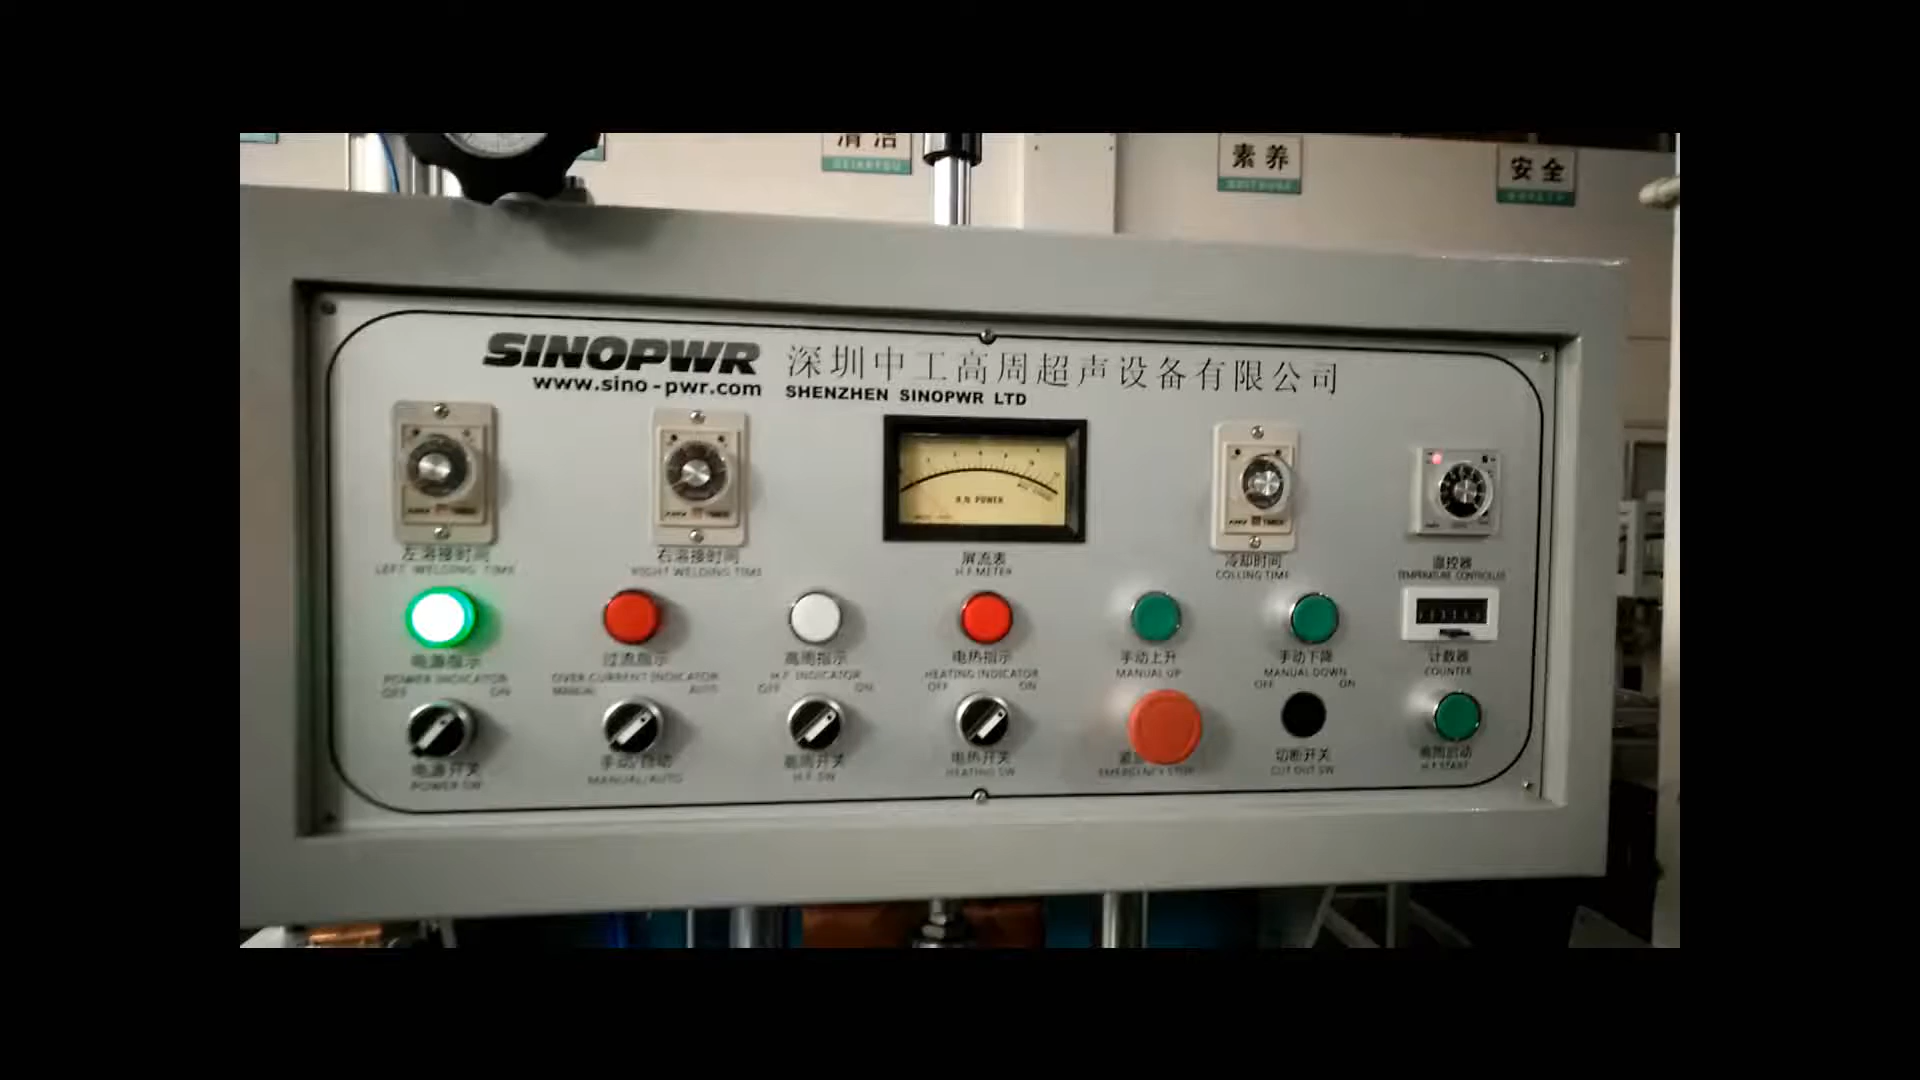 清 洁
素 养
安 全
SINOPWR
www.sino-pwr.com
深圳中工高周超声设备有限公司
SHENZHEN SINOPWR LTD
H.F. POWER
TIMER
TIMER
TIMER
左溶接时间
LEFT WELDING TIME
右溶接时间
RIGHT WELDING TIME
屏流表
H.F.METER
冷却时间
COLLING TIME
温控器
TEMPERATURE CONTROLLER
电源指示
POWER INDICATOR
OFF ON
过流指示
OVER CURRENT INDICATOR
MANUAL AUTO
高周指示
H.F. INDICATOR
OFF ON
电热指示
HEATING INDICATOR
OFF ON
手动上升
MANUAL UP
手动下降
MANUAL DOWN
OFF ON
计数器
COUNTER
电源开关
POWER SW
手动/自动
MANUAL/AUTO
高周开关
H.F. SW
电热开关
HEATING SW
EMERGENCY STOP
切断开关
CUT OUT SW
高周启动
H.F.START